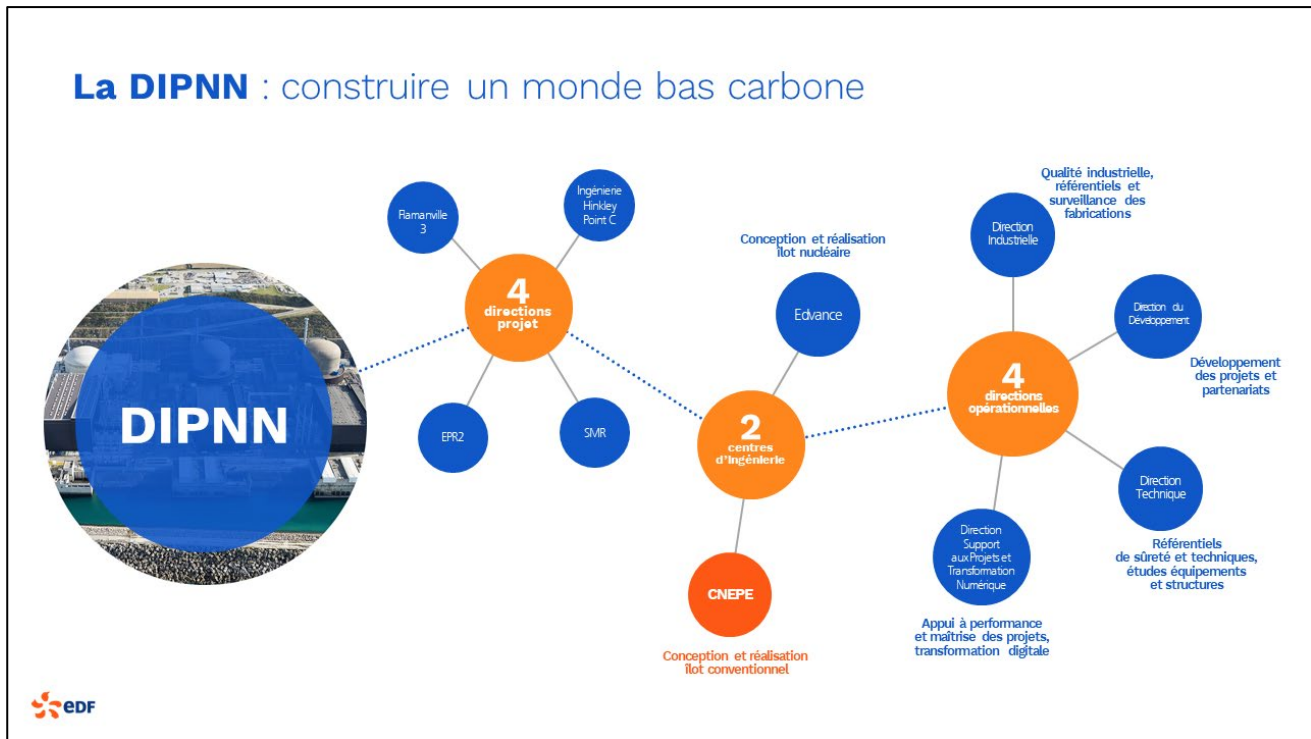 La DIPNN : construire un monde bas carbone
DIPNN
Flamanville
3
Ingénierie
Hinkley
Point C
4
directions
projet
EPR2
SMR
Conception et réalisation
îlot nucléaire
Edvance
2
centres
d'ingénierie
CNEPE
Conception et réalisation
îlot conventionnel
Qualité industrielle,
référentiels et
surveillance des
fabrications
Direction
Industrielle
4
directions
opérationnelles
Direction du
Développement
Développement
des projets et
partenariats
Direction
Technique
Référentiels
de sûreté et techniques,
études équipements
et structures
Direction
Support
aux Projets et
Transformation
Numérique
Appui à performance
et maîtrise des projets,
transformation digitale
edf